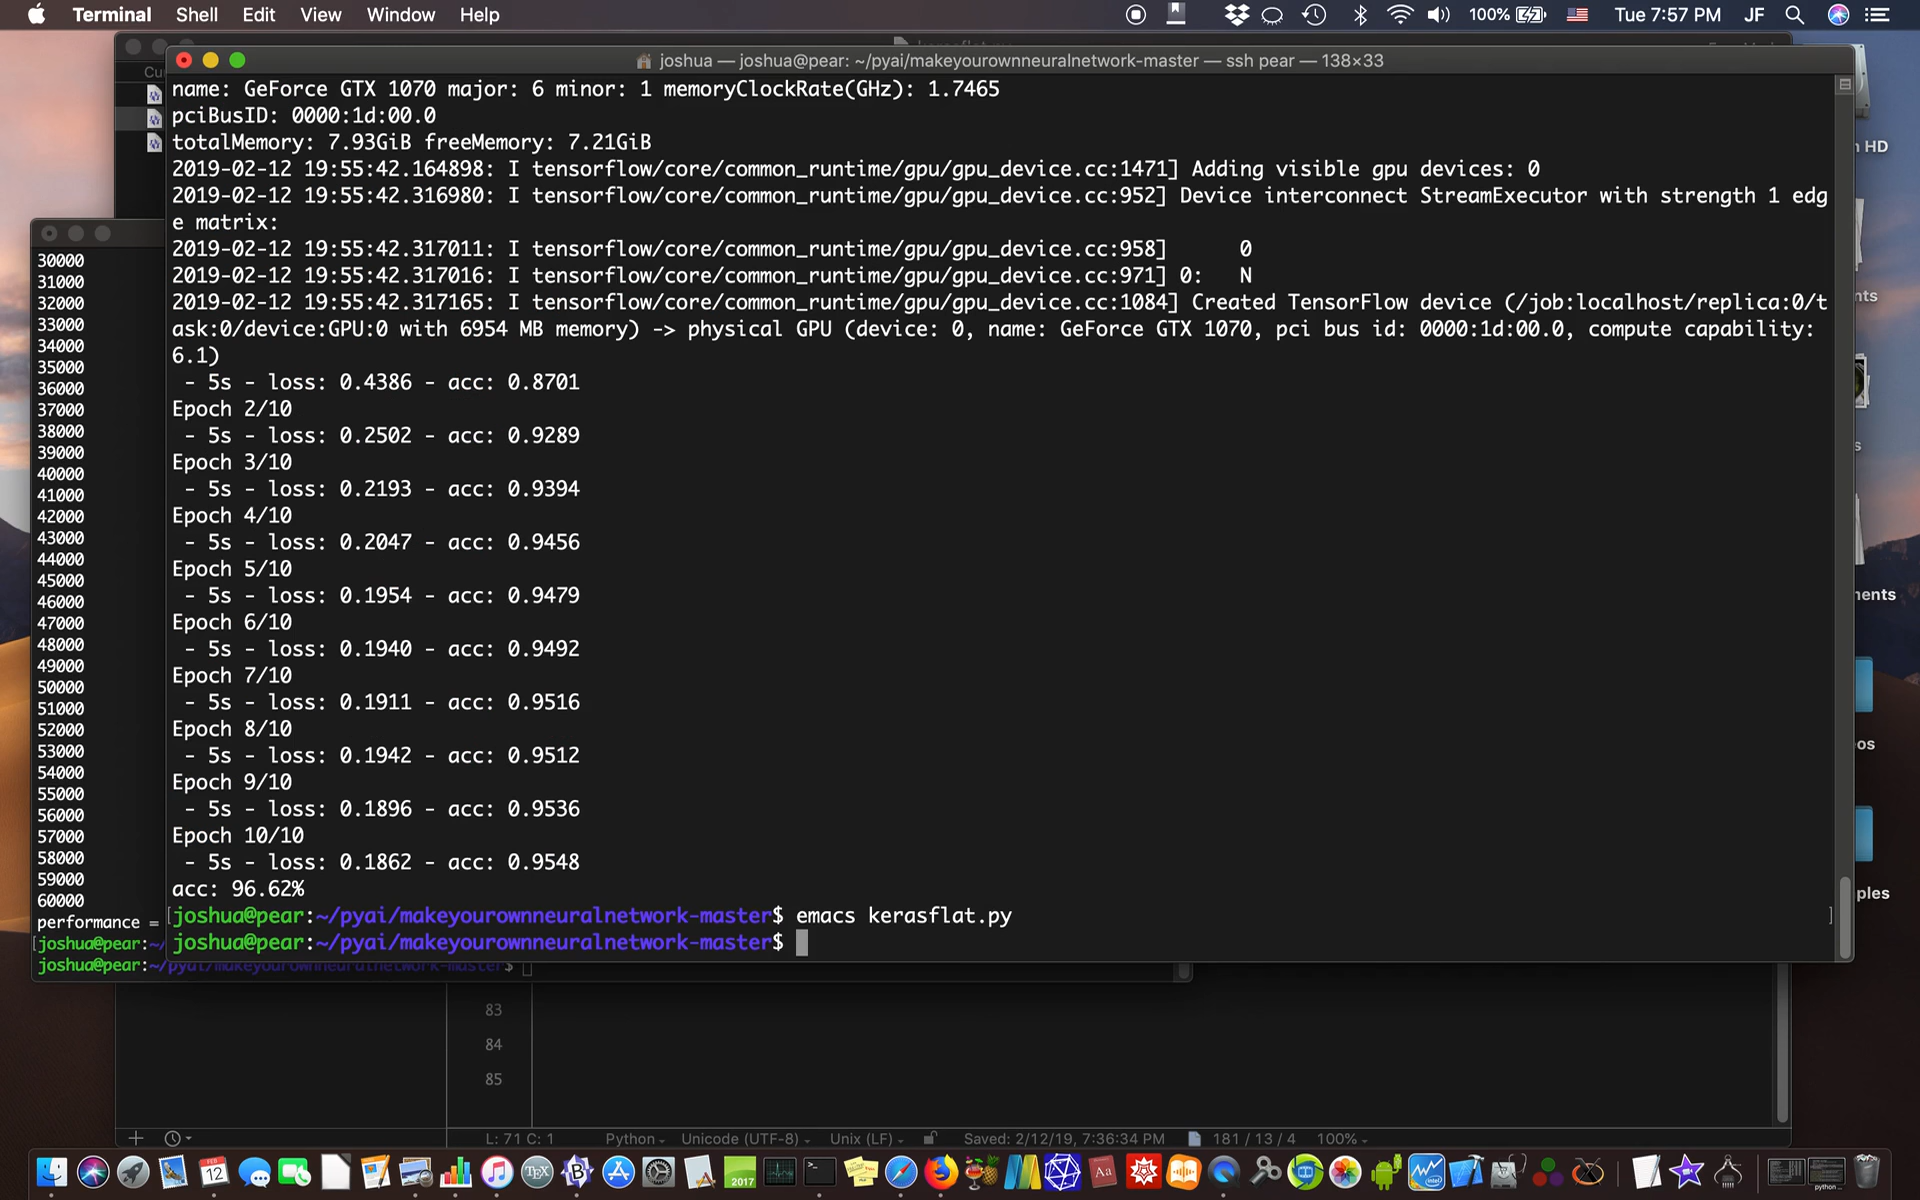 Terminal Shell Edit View Window Help 100% Tue 7:57 PM JF
joshua — joshua@pear: ~/pyai/makeyourownneuralnetwork-master — ssh pear — 138×33
name: GeForce GTX 1070 major: 6 minor: 1 memoryClockRate(GHz): 1.7465
pciBusID: 0000:1d:00.0
totalMemory: 7.93GiB freeMemory: 7.21GiB
2019-02-12 19:55:42.164898: I tensorflow/core/common_runtime/gpu/gpu_device.cc:1471] Adding visible gpu devices: 0
2019-02-12 19:55:42.316980: I tensorflow/core/common_runtime/gpu/gpu_device.cc:952] Device interconnect StreamExecutor with strength 1 edg
e matrix:
2019-02-12 19:55:42.317011: I tensorflow/core/common_runtime/gpu/gpu_device.cc:958]      0
2019-02-12 19:55:42.317016: I tensorflow/core/common_runtime/gpu/gpu_device.cc:971] 0:   N
2019-02-12 19:55:42.317165: I tensorflow/core/common_runtime/gpu/gpu_device.cc:1084] Created TensorFlow device (/job:localhost/replica:0/t
ask:0/device:GPU:0 with 6954 MB memory) -> physical GPU (device: 0, name: GeForce GTX 1070, pci bus id: 0000:1d:00.0, compute capability:
6.1)
 - 5s - loss: 0.4386 - acc: 0.8701
Epoch 2/10
 - 5s - loss: 0.2502 - acc: 0.9289
Epoch 3/10
 - 5s - loss: 0.2193 - acc: 0.9394
Epoch 4/10
 - 5s - loss: 0.2047 - acc: 0.9456
Epoch 5/10
 - 5s - loss: 0.1954 - acc: 0.9479
Epoch 6/10
 - 5s - loss: 0.1940 - acc: 0.9492
Epoch 7/10
 - 5s - loss: 0.1911 - acc: 0.9516
Epoch 8/10
 - 5s - loss: 0.1942 - acc: 0.9512
Epoch 9/10
 - 5s - loss: 0.1896 - acc: 0.9536
Epoch 10/10
 - 5s - loss: 0.1862 - acc: 0.9548
acc: 96.62%
[joshua@pear:~/pyai/makeyourownneuralnetwork-master$ emacs kerasflat.py ]
joshua@pear:~/pyai/makeyourownneuralnetwork-master$
30000
31000
32000
33000
34000
35000
36000
37000
38000
39000
40000
41000
42000
43000
44000
45000
46000
47000
48000
49000
50000
51000
52000
53000
54000
55000
56000
57000
58000
59000
60000
performance =
[joshua@pear:~/
joshua@pear:~/pyai/makeyourownneuralnetwork-master$
HD
nts
s
ments
os
ples
83
84
85
L: 71 C: 1 Python Unicode (UTF-8) Unix (LF) Saved: 2/12/19, 7:36:34 PM 181 / 13 / 4 100%
FEB
12
TEX
B
2017
Aa
intel
python